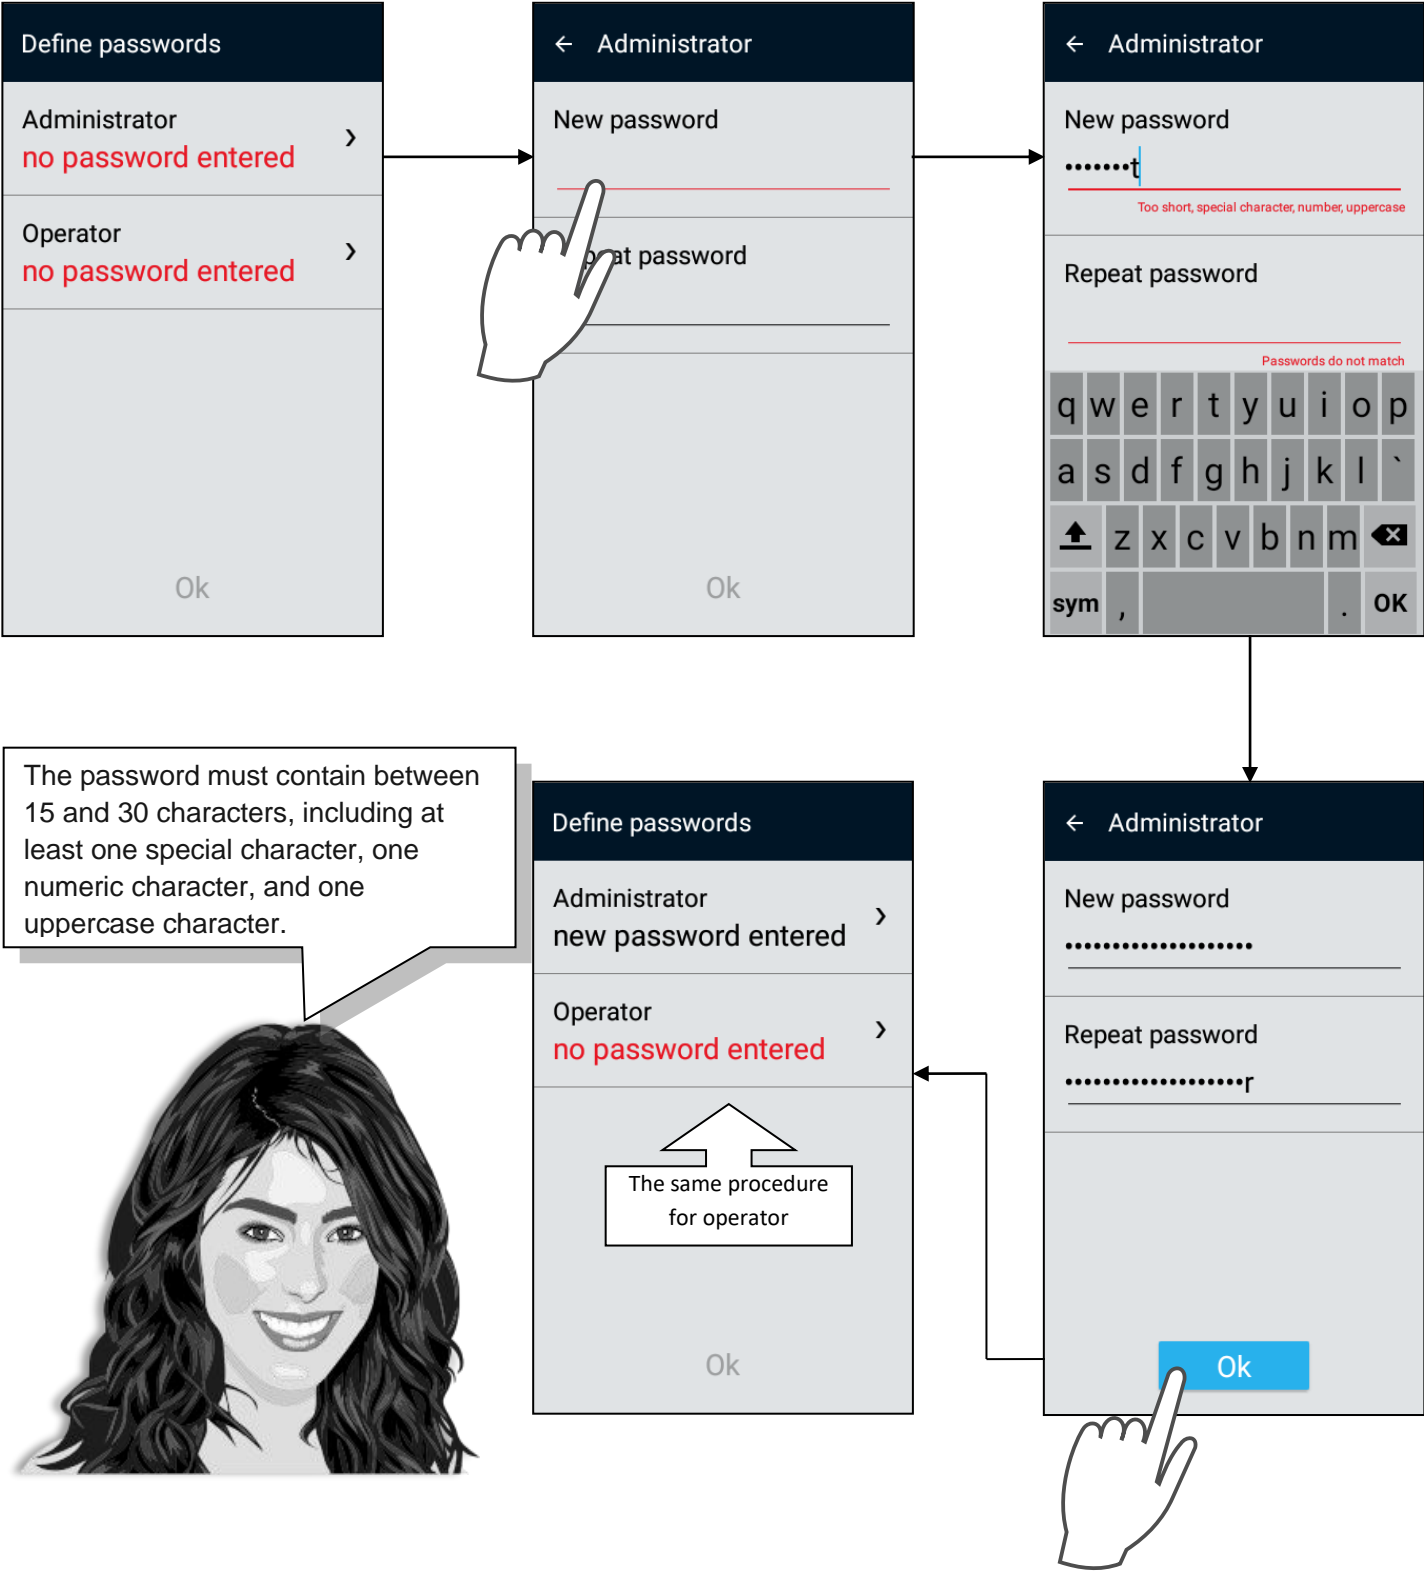 Define passwords
Administrator
no password entered
Operator
no password entered
Ok
Administrator
New password
peat password
Ok
Administrator
New password
•••••••t
Too short, special character, number, uppercase
Repeat password
Passwords do not match
q w e r t y u i o p
a s d f g h j k l `
z x c v b n m
sym , . OK
The password must contain between
15 and 30 characters, including at
least one special character, one
numeric character, and one
uppercase character.
Define passwords
Administrator
new password entered
Operator
no password entered
The same procedure
for operator
Ok
Administrator
New password
••••••••••••••••••••
Repeat password
•••••••••••••••••••r
Ok